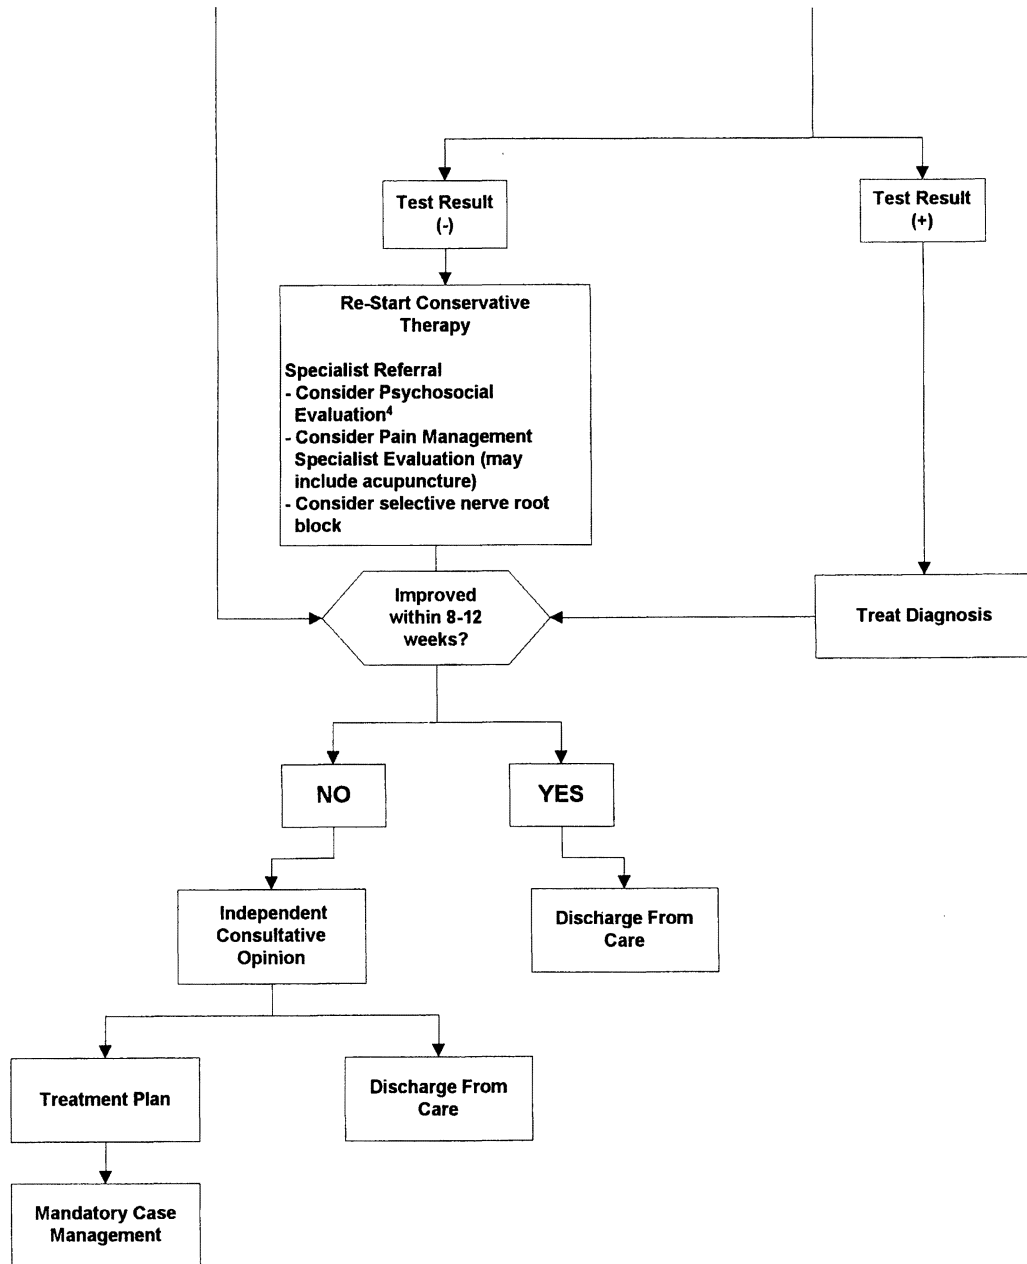 Test Result
(-)
Test Result
(+)
Re-Start Conservative
Therapy
Specialist Referral
- Consider Psychosocial
Evaluation⁴
- Consider Pain Management
Specialist Evaluation (may
include acupuncture)
- Consider selective nerve root
block
Improved
within 8-12
weeks?
Treat Diagnosis
NO
YES
Independent
Consultative
Opinion
Discharge From
Care
Treatment Plan
Discharge From
Care
Mandatory Case
Management